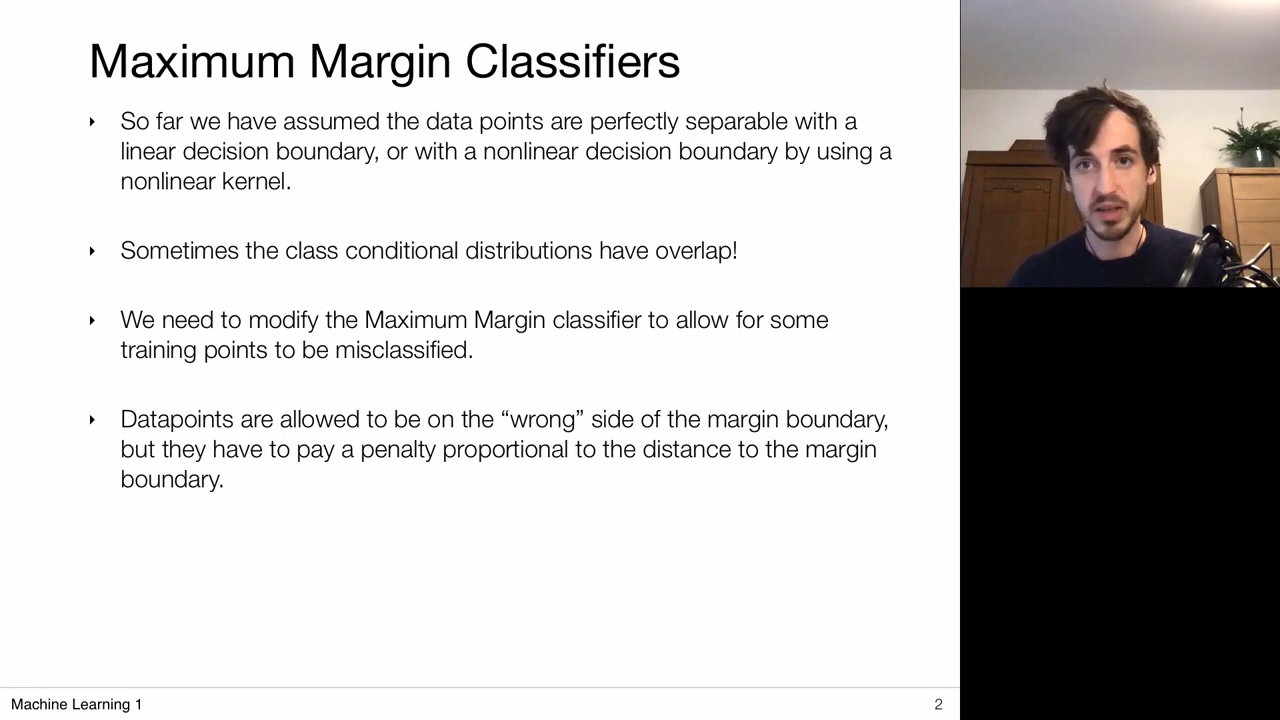 Maximum Margin Classifiers
‣ So far we have assumed the data points are perfectly separable with a
linear decision boundary, or with a nonlinear decision boundary by using a
nonlinear kernel.
‣ Sometimes the class conditional distributions have overlap!
‣ We need to modify the Maximum Margin classifier to allow for some
training points to be misclassified.
‣ Datapoints are allowed to be on the “wrong” side of the margin boundary,
but they have to pay a penalty proportional to the distance to the margin
boundary.
Machine Learning 1
2